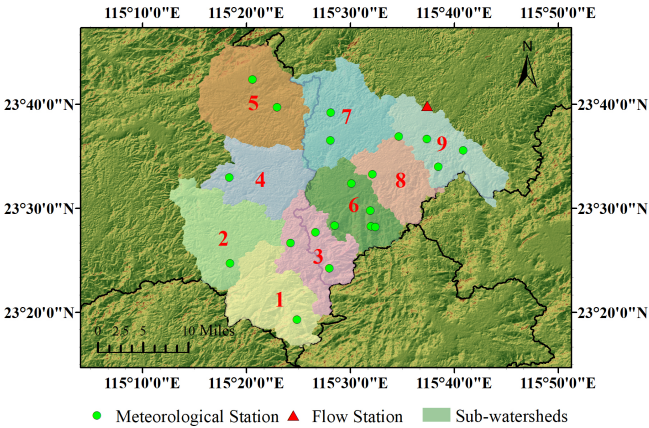 115°10'0"E 115°20'0"E 115°30'0"E 115°40'0"E 115°50'0"E
N
23°40'0"N 23°40'0"N
5
7
9
4
8
23°30'0"N 23°30'0"N
6
2
3
1
23°20'0"N 23°20'0"N
0 2.5 5 10 Miles
115°10'0"E 115°20'0"E 115°30'0"E 115°40'0"E 115°50'0"E
Meteorological Station Flow Station Sub-watersheds